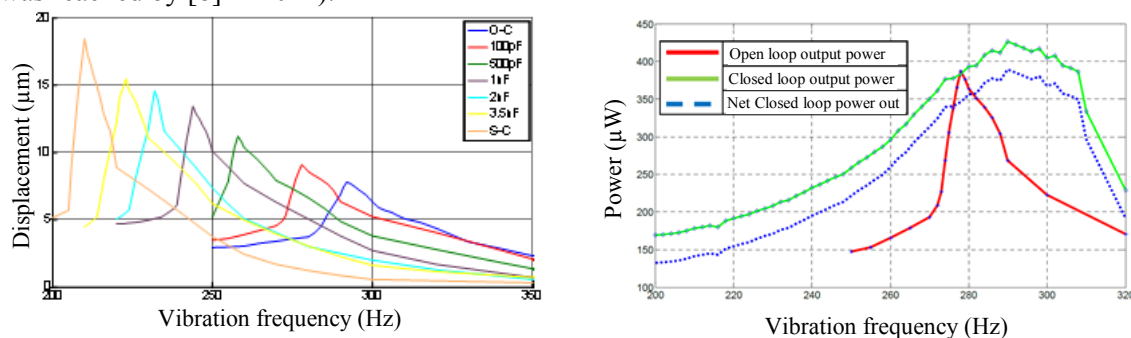 20
15
10
5
0
200
250
300
350
Displacement (µm)
Vibration frequency (Hz)
O-C
100pF
500pF
1nF
2nF
3.5nF
S-C
450
400
350
300
250
200
150
100
200
220
240
260
280
300
320
Power (µW)
Vibration frequency (Hz)
Open loop output power
Closed loop output power
Net Closed loop power out